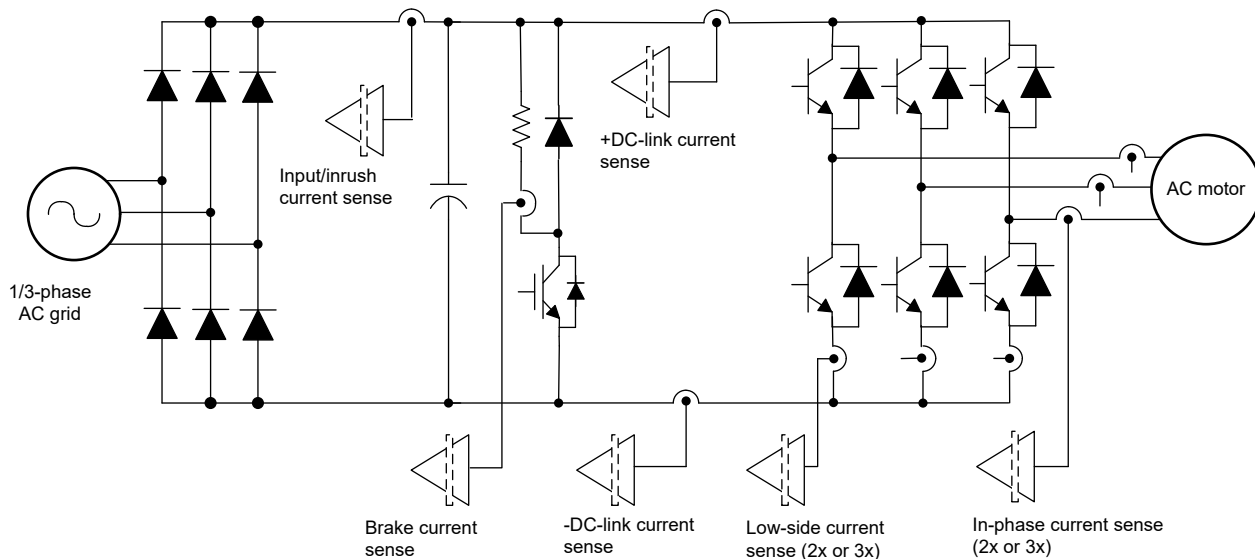 +DC-link current
sense
Input/inrush
current sense
AC motor
1/3-phase
AC grid
Brake current
sense
-DC-link current
sense
Low-side current
sense (2x or 3x)
In-phase current sense
(2x or 3x)